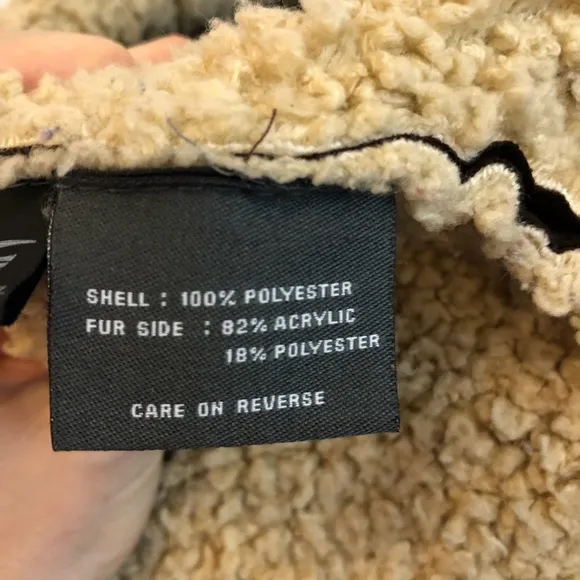 SHELL : 100% POLYESTER
FUR SIDE : 82% ACRYLIC
18% POLYESTER
CARE ON REVERSE